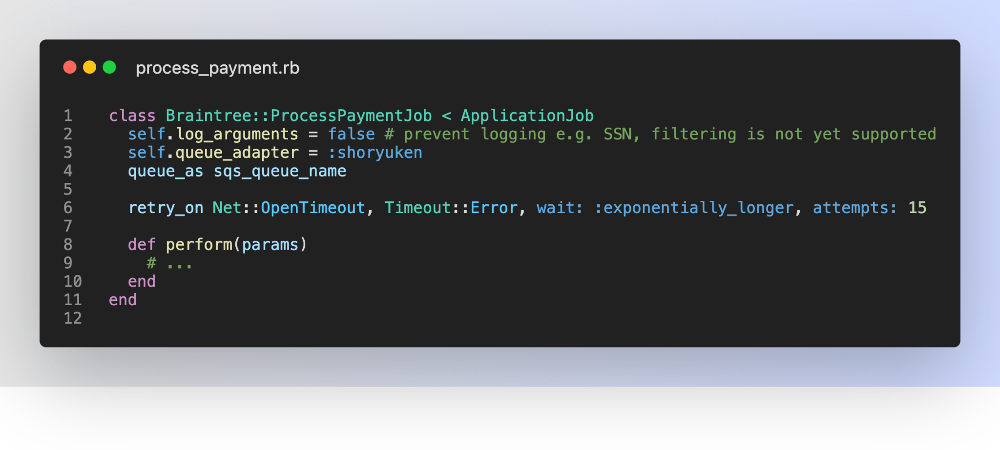 process_payment.rb
1 class Braintree::ProcessPaymentJob < ApplicationJob
2   self.log_arguments = false # prevent logging e.g. SSN, filtering is not yet supported
3   self.queue_adapter = :shoryuken
4   queue_as sqs_queue_name
5
6   retry_on Net::OpenTimeout, Timeout::Error, wait: :exponentially_longer, attempts: 15
7
8   def perform(params)
9     # ...
10   end
11 end
12